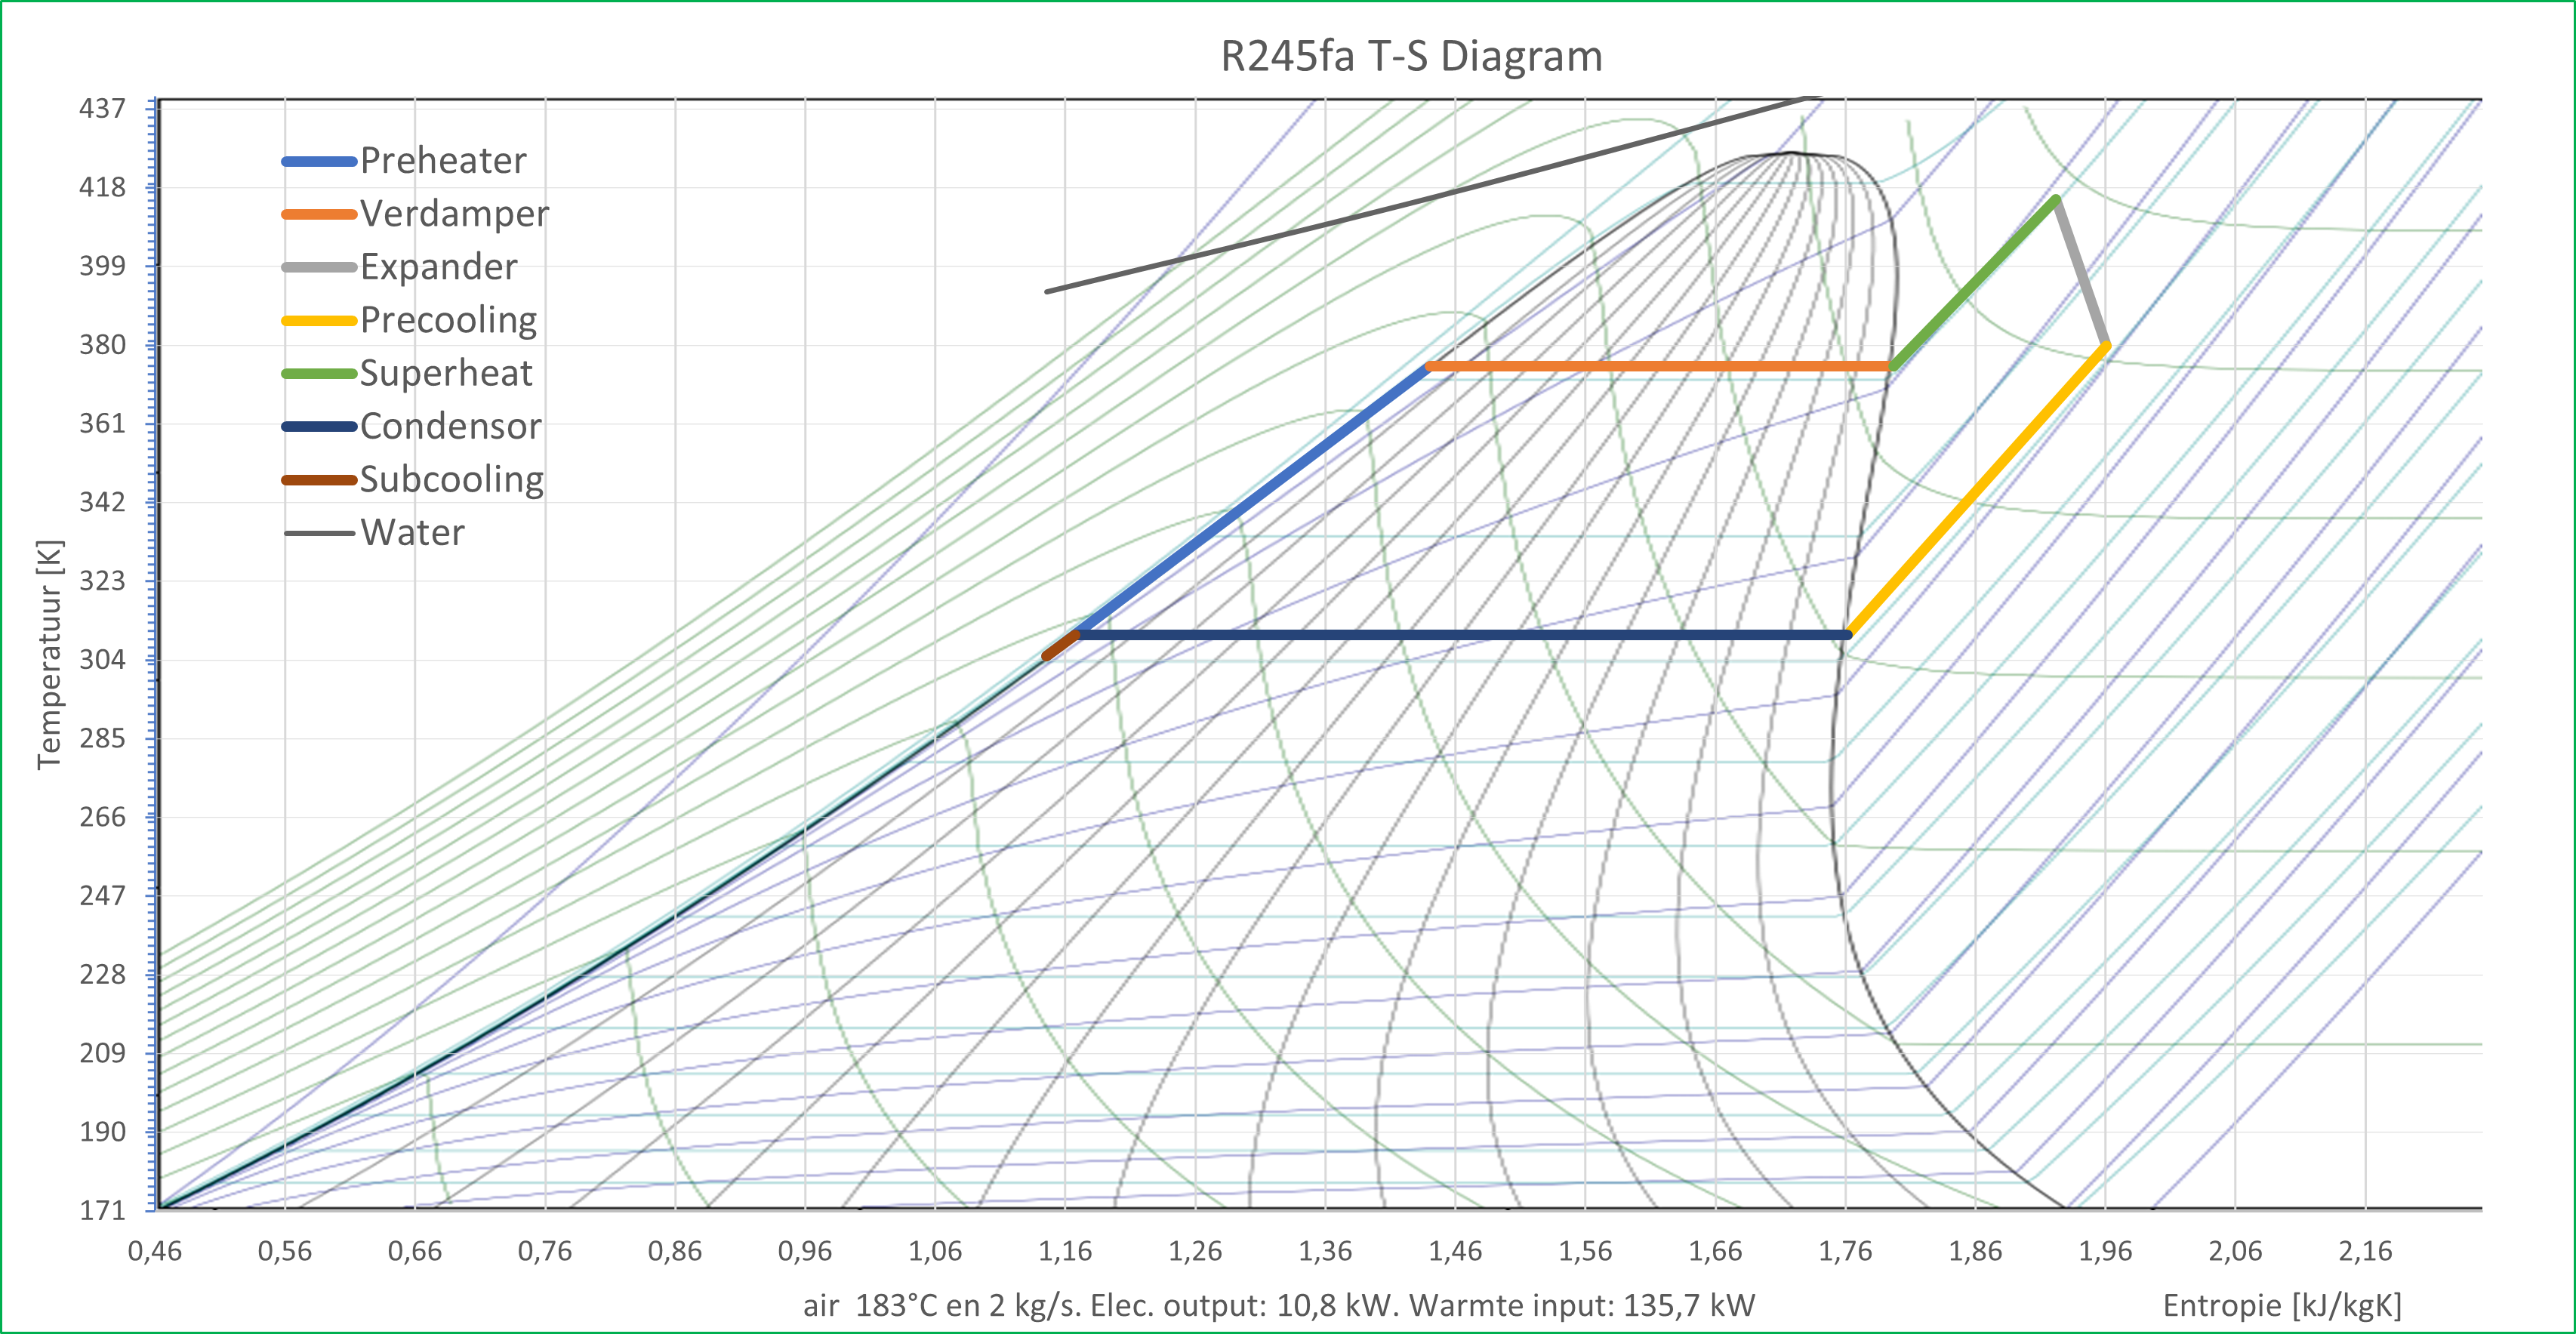 R245fa T-S Diagram
437
418
399
380
361
342
323
304
285
266
247
228
209
190
171
Temperatuur [K]
Preheater
Verdamper
Expander
Precooling
Superheat
Condensor
Subcooling
Water
0,46 0,56 0,66 0,76 0,86 0,96 1,06 1,16 1,26 1,36 1,46 1,56 1,66 1,76 1,86 1,96 2,06 2,16
air 183°C en 2 kg/s. Elec. output: 10,8 kW. Warmte input: 135,7 kW
Entropie [kJ/kgK]